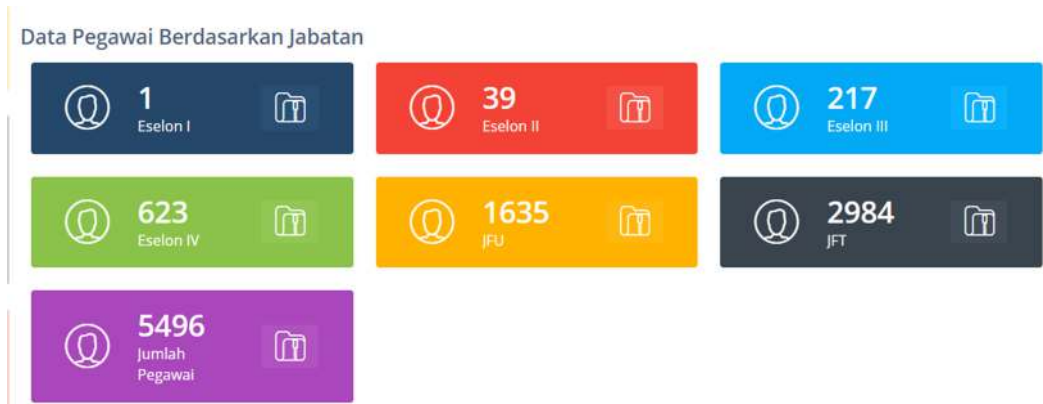 Data Pegawai Berdasarkan Jabatan
1
Eselon I
39
Eselon II
217
Eselon III
623
Eselon IV
1635
JFU
2984
JFT
5496
Jumlah
Pegawai